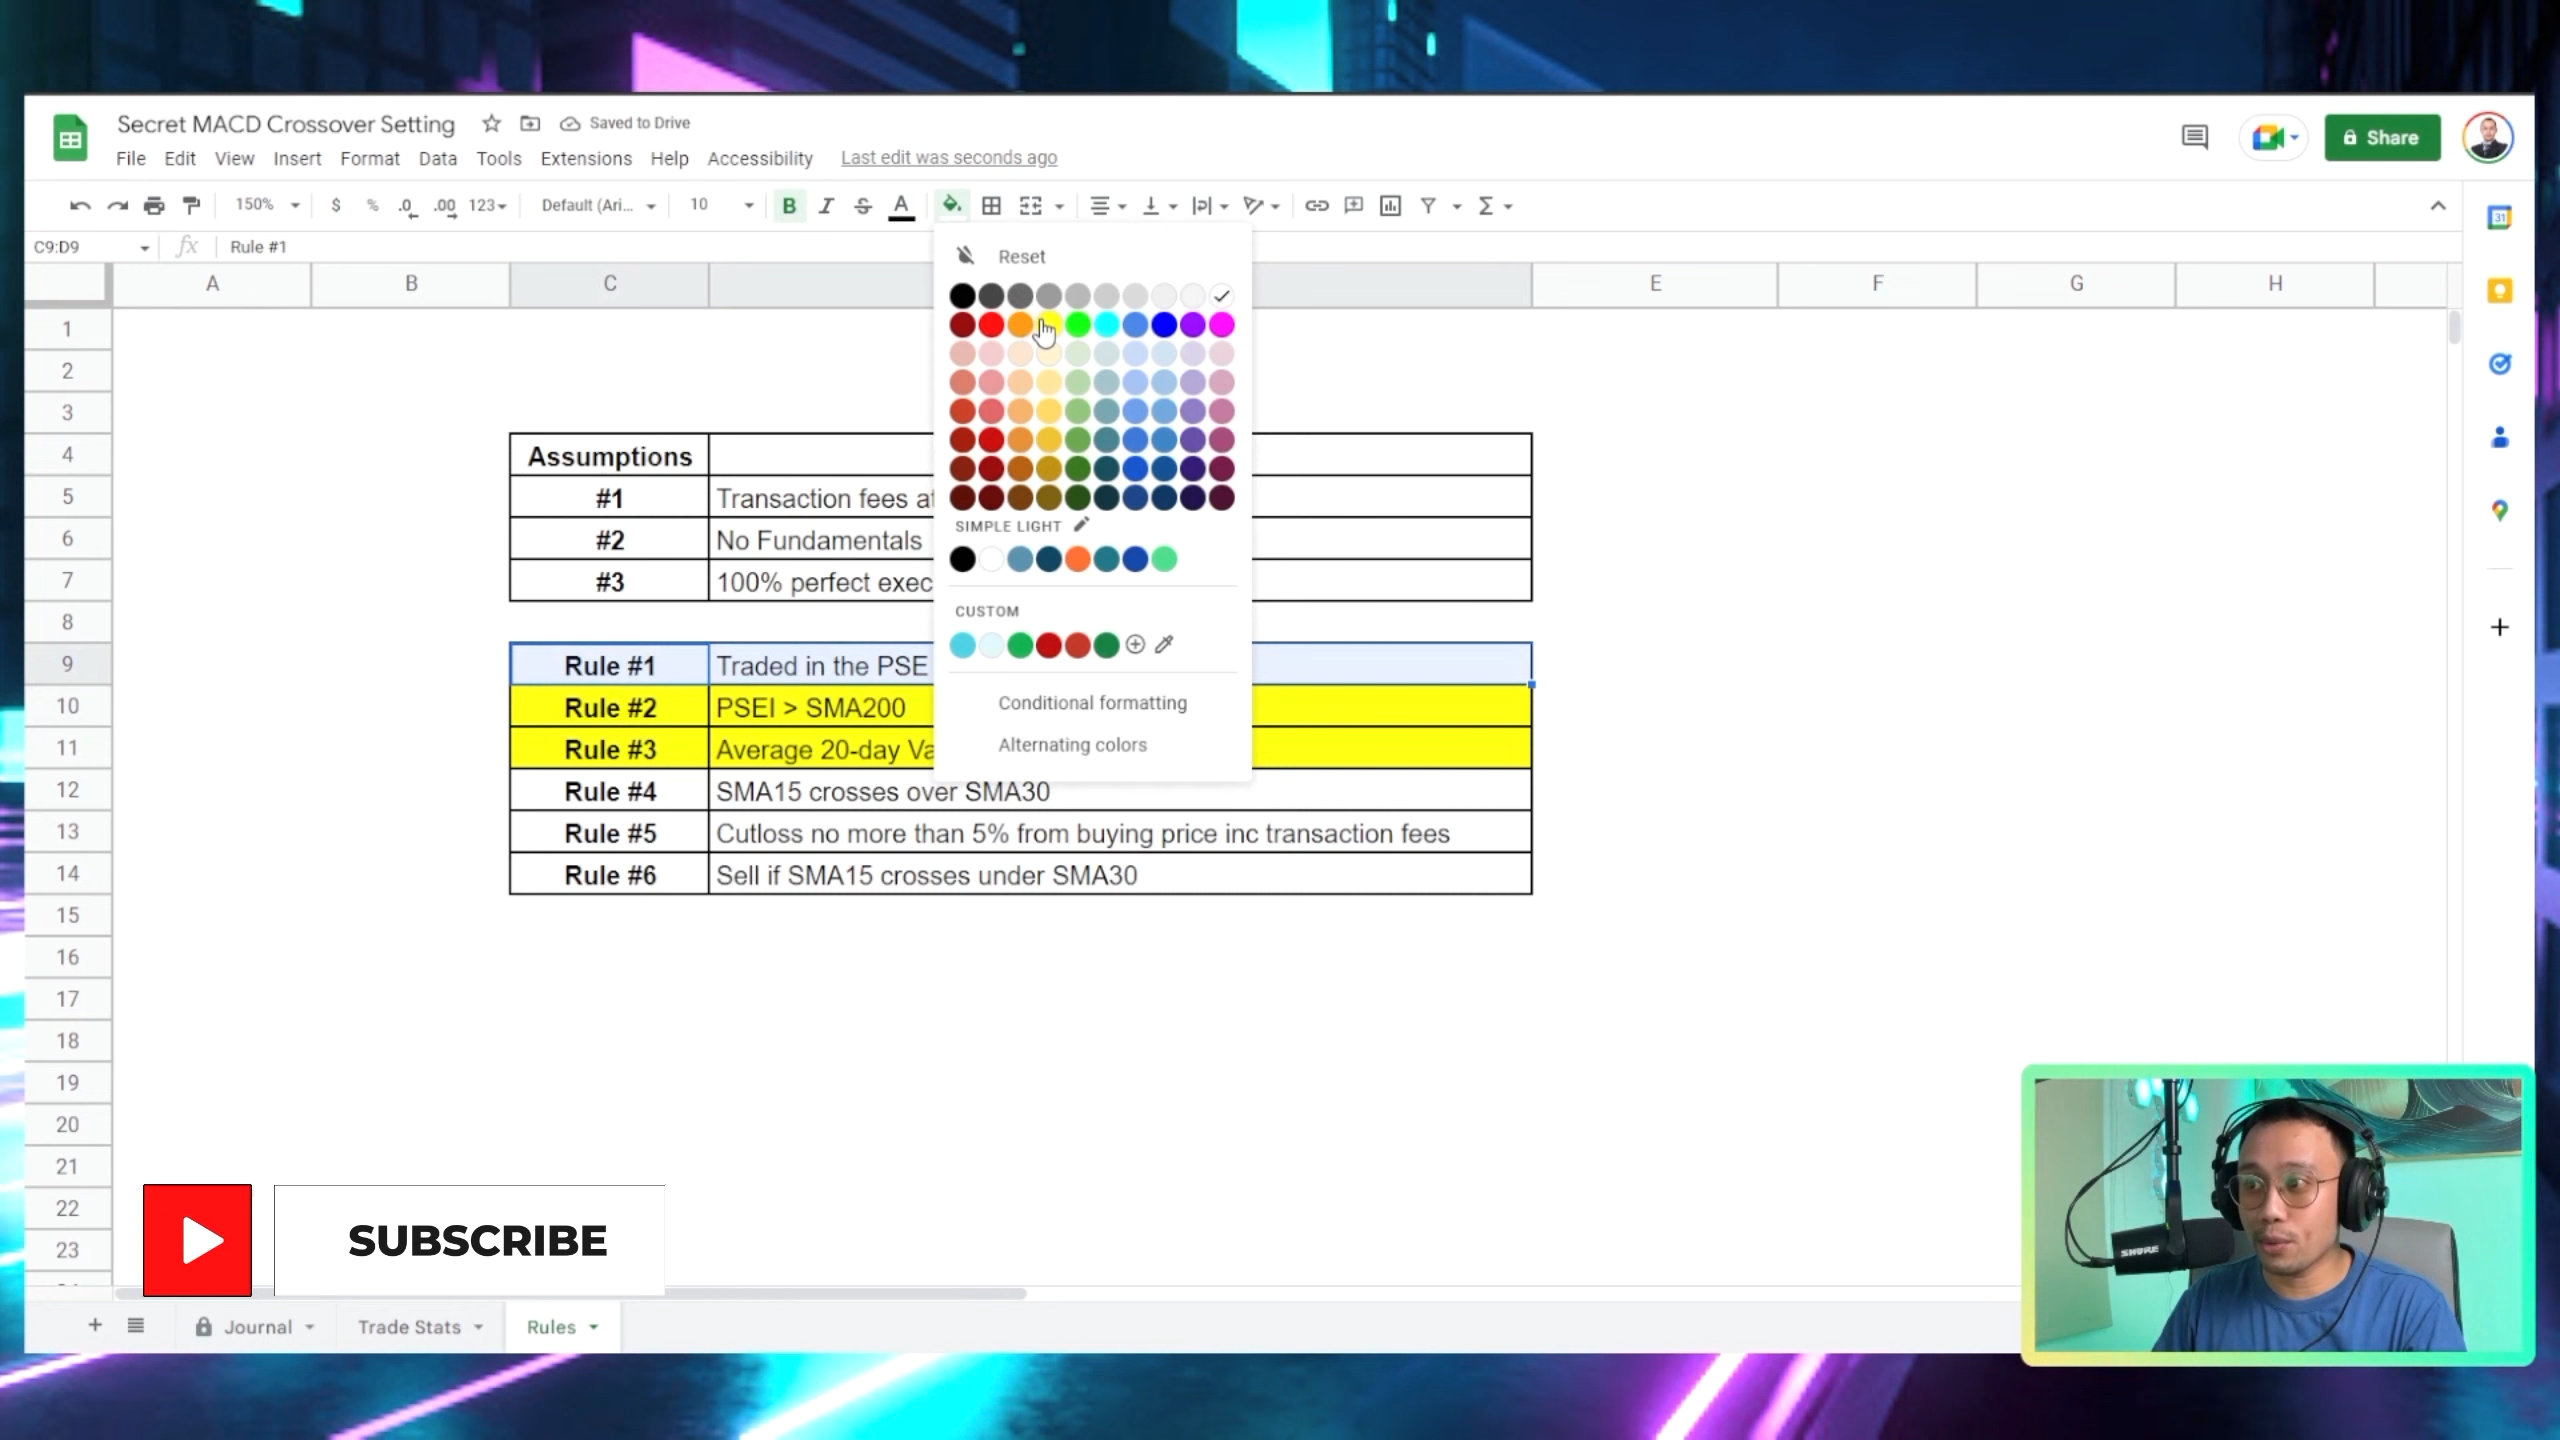 Secret MACD Crossover Setting
Saved to Drive
File Edit View Insert Format Data Tools Extensions Help Accessibility
Last edit was seconds ago
Share
150% $ % .0 .00 123 Default (Ari... 10 B I S A
31
C9:D9 fx Rule #1
Reset
A B C E F G H
1
2
3
4 Assumptions
5 #1 Transaction fees
6 #2 No Fundamentals
7 #3 100% perfect
8
SIMPLE LIGHT
CUSTOM
9 Rule #1 Traded in the PSE
10 Rule #2 PSEI > SMA200
11 Rule #3 Average 20-day
Conditional formatting
Alternating colors
12 Rule #4 SMA15 crosses over SMA30
13 Rule #5 Cutloss no more than 5% from buying price inc transaction fees
14 Rule #6 Sell if SMA15 crosses under SMA30
15
16
17
18
19
20
21
22
23
SUBSCRIBE
SHURE
+ Journal Trade Stats Rules